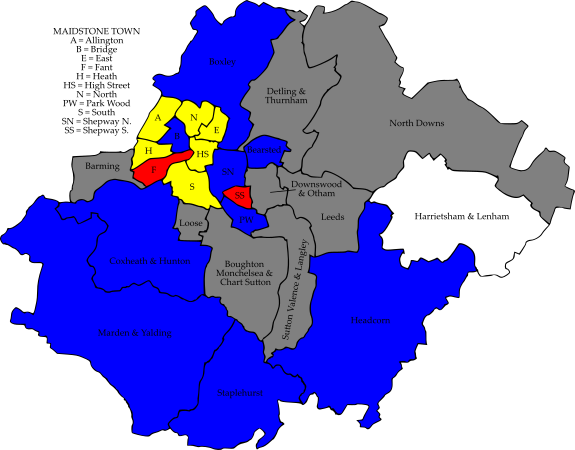 MAIDSTONE TOWN
A = Allington
B = Bridge
E = East
F = Fant
H = Heath
HS = High Street
N = North
PW = Park Wood
S = South
SN = Shepway N.
SS = Shepway S.
Boxley
Detling &
Thurnham
North Downs
A
N
E
B
H
HS
Bearsted
Barming
F
SN
S
SS
Downswood
& Otham
Harrietsham & Lenham
Loose
PW
Leeds
Coxheath & Hunton
Boughton
Monchelsea &
Chart Sutton
Sutton Valence & Langley
Headcorn
Marden & Yalding
Staplehurst